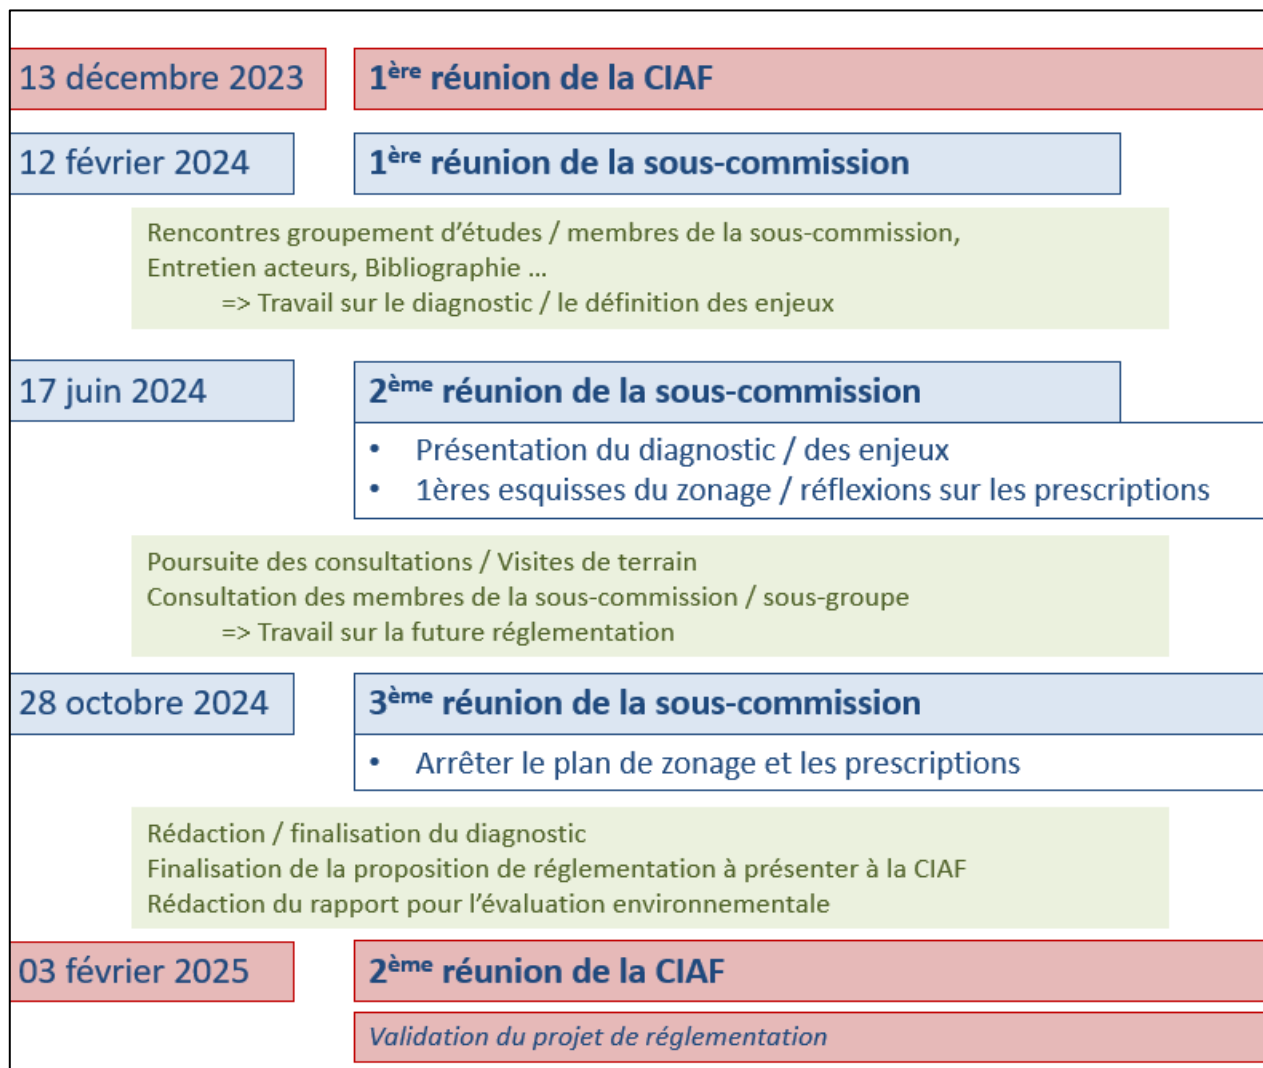 13 décembre 2023
1ère réunion de la CIAF
12 février 2024
1ère réunion de la sous-commission
Rencontres groupement d’études / membres de la sous-commission,
Entretien acteurs, Bibliographie ...
=> Travail sur le diagnostic / le définition des enjeux
17 juin 2024
2ème réunion de la sous-commission
• Présentation du diagnostic / des enjeux
• 1ères esquisses du zonage / réflexions sur les prescriptions
Poursuite des consultations / Visites de terrain
Consultation des membres de la sous-commission / sous-groupe
=> Travail sur la future réglementation
28 octobre 2024
3ème réunion de la sous-commission
• Arrêter le plan de zonage et les prescriptions
Rédaction / finalisation du diagnostic
Finalisation de la proposition de réglementation à présenter à la CIAF
Rédaction du rapport pour l’évaluation environnementale
03 février 2025
2ème réunion de la CIAF
Validation du projet de réglementation